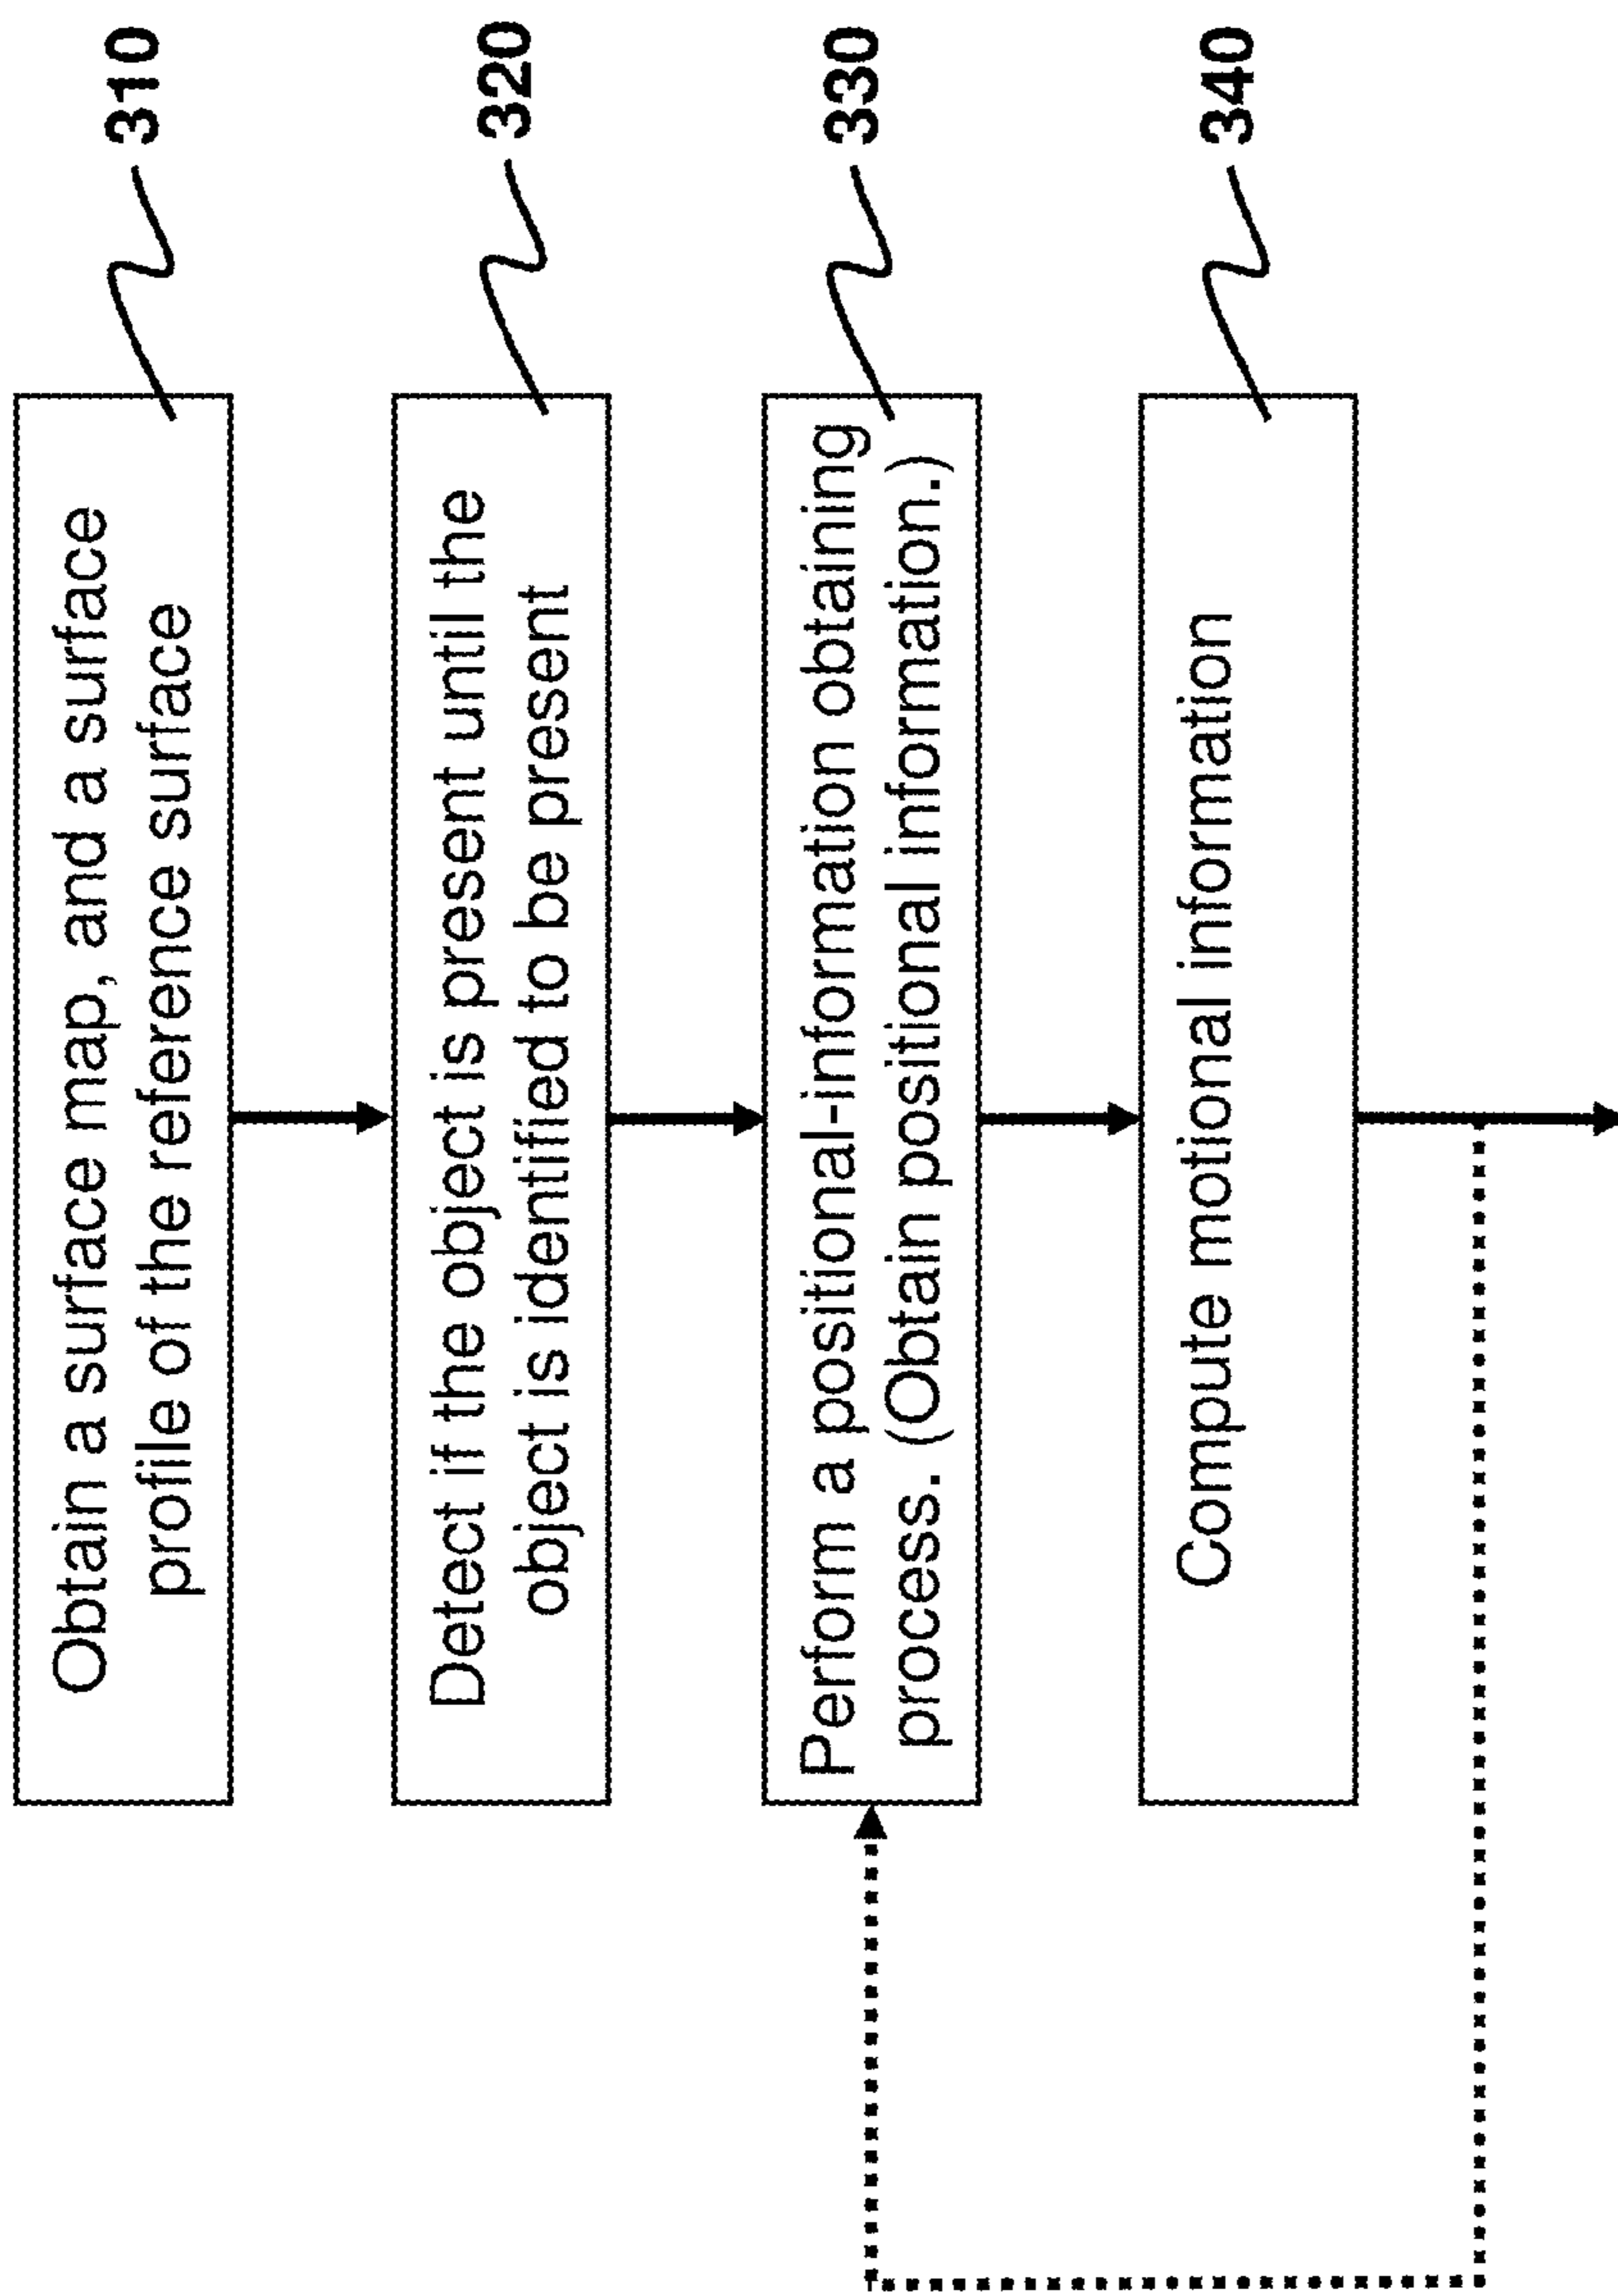 Obtain a surface map, and a surface
profile of the reference surface
310
Detect if the object is present until the
object is identified to be present
320
Perform a positional-information obtaining
process. (Obtain positional information.)
330
Compute motional information
340